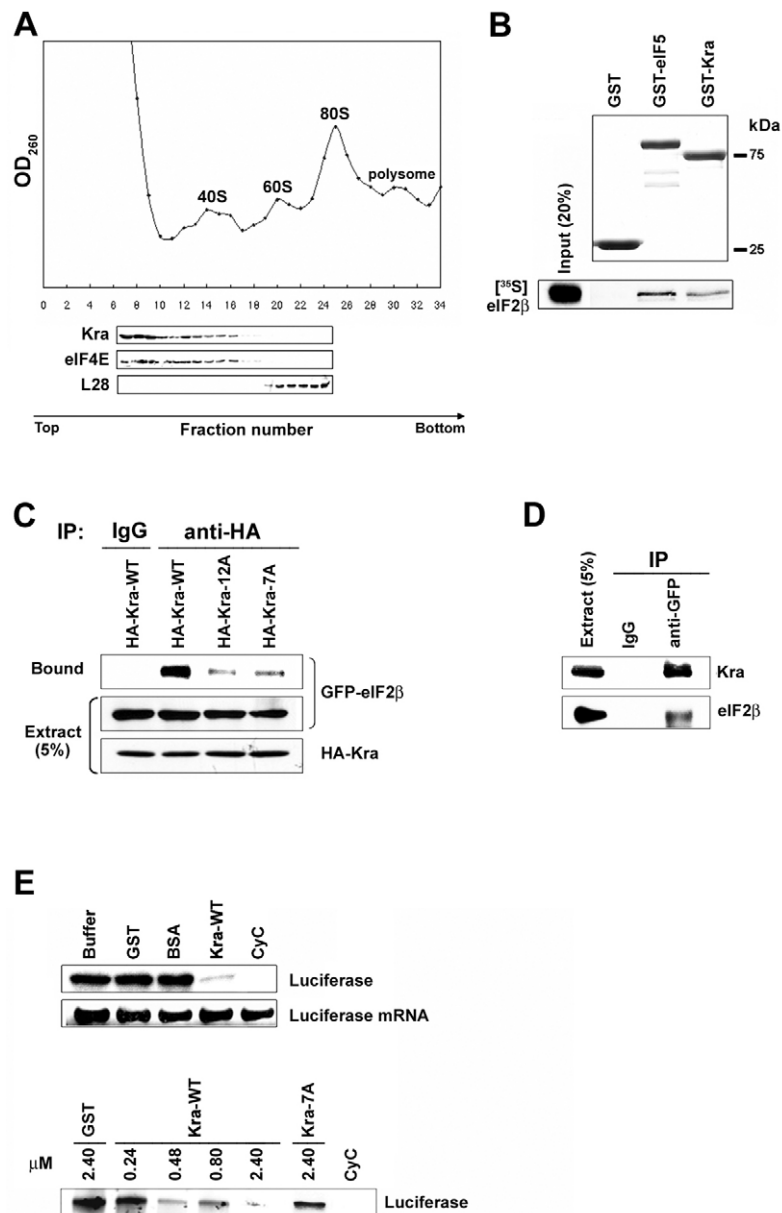 A
OD260
40S
60S
80S
polysome
0 2 4 6 8 10 12 14 16 18 20 22 24 26 28 30 32 34
Kra
eIF4E
L28
Top
Fraction number
Bottom
B
GST
GST-eIF5
GST-Kra
kDa
75
25
Input (20%)
[35S]
eIF2β
C
IP:
IgG
anti-HA
HA-Kra-WT
HA-Kra-WT
HA-Kra-12A
HA-Kra-7A
Bound
GFP-eIF2β
Extract
(5%)
HA-Kra
D
IP
Extract (5%)
IgG
anti-GFP
Kra
eIF2β
E
Buffer
GST
BSA
Kra-WT
CyC
Luciferase
Luciferase mRNA
GST
Kra-WT
Kra-7A
μM
2.40
0.24
0.48
0.80
2.40
2.40
CyC
Luciferase